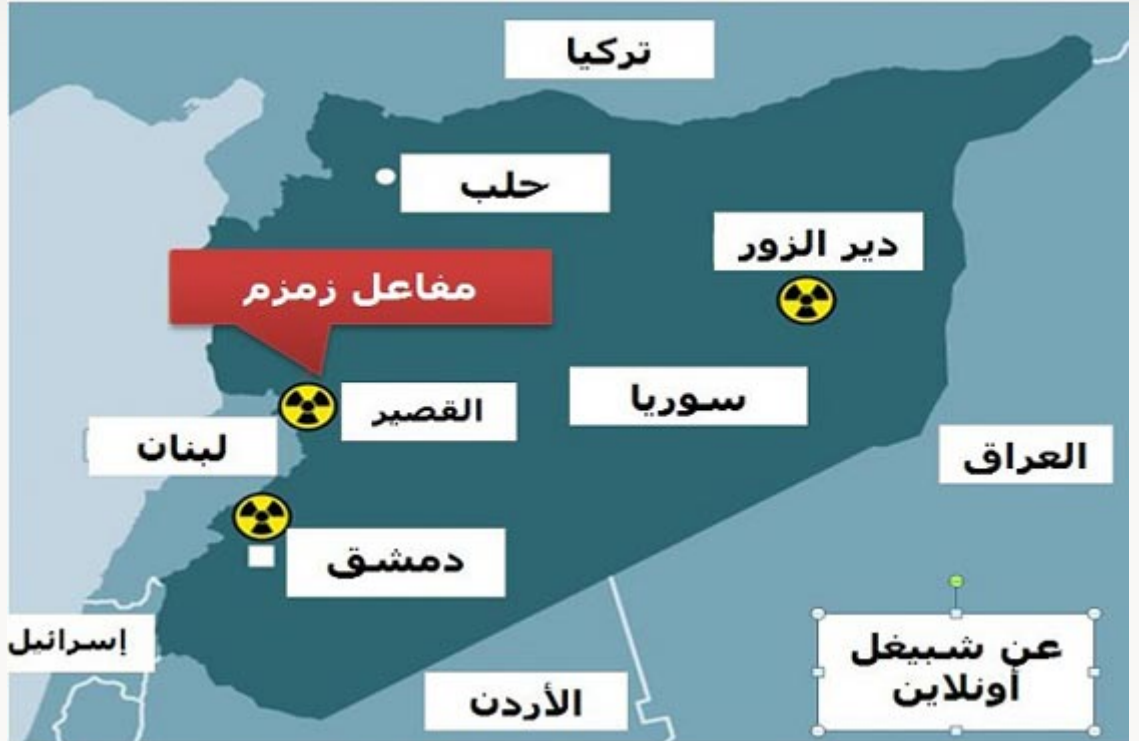 تركيا
حلب
دير الزور
مفاعل زمزم
سوريا
القصير
لبنان
العراق
دمشق
إسرائيل
الأردن
عن شبيغل
أونلاين